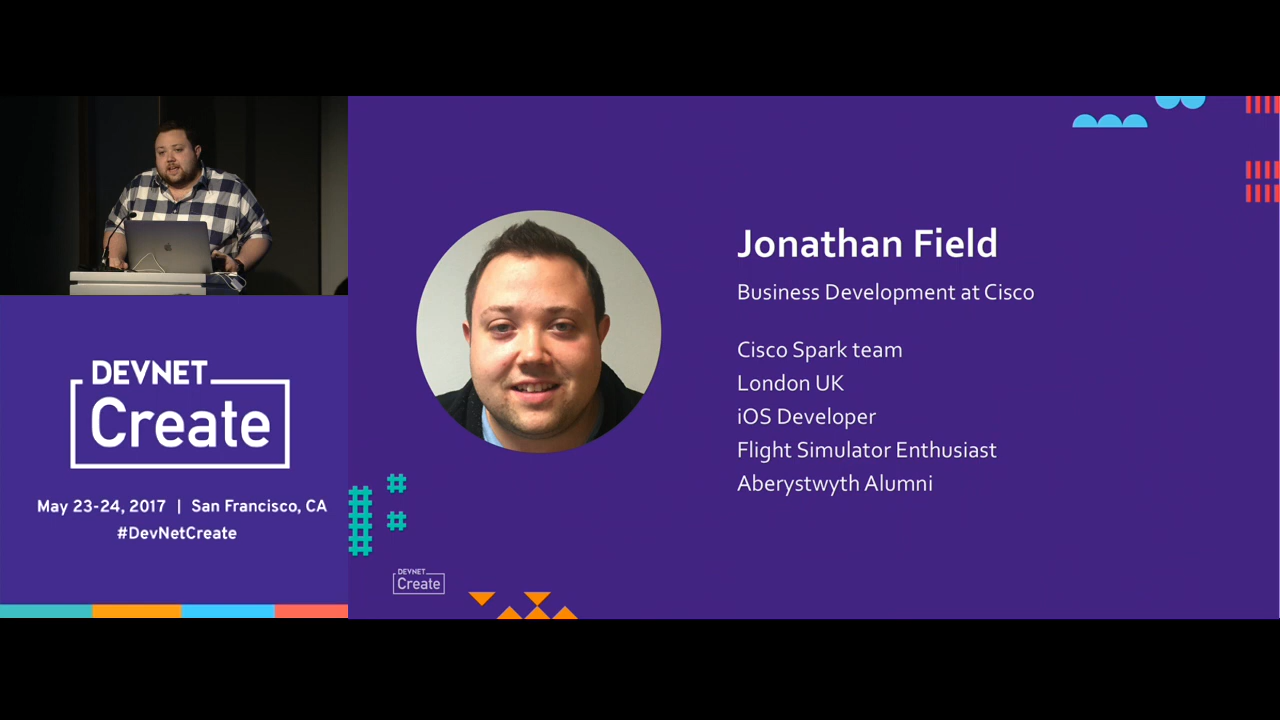 DEVNET
Create
May 23-24, 2017 | San Francisco, CA
#DevNetCreate
Jonathan Field
Business Development at Cisco
Cisco Spark team
London UK
iOS Developer
Flight Simulator Enthusiast
Aberystwyth Alumni
DEVNET
Create